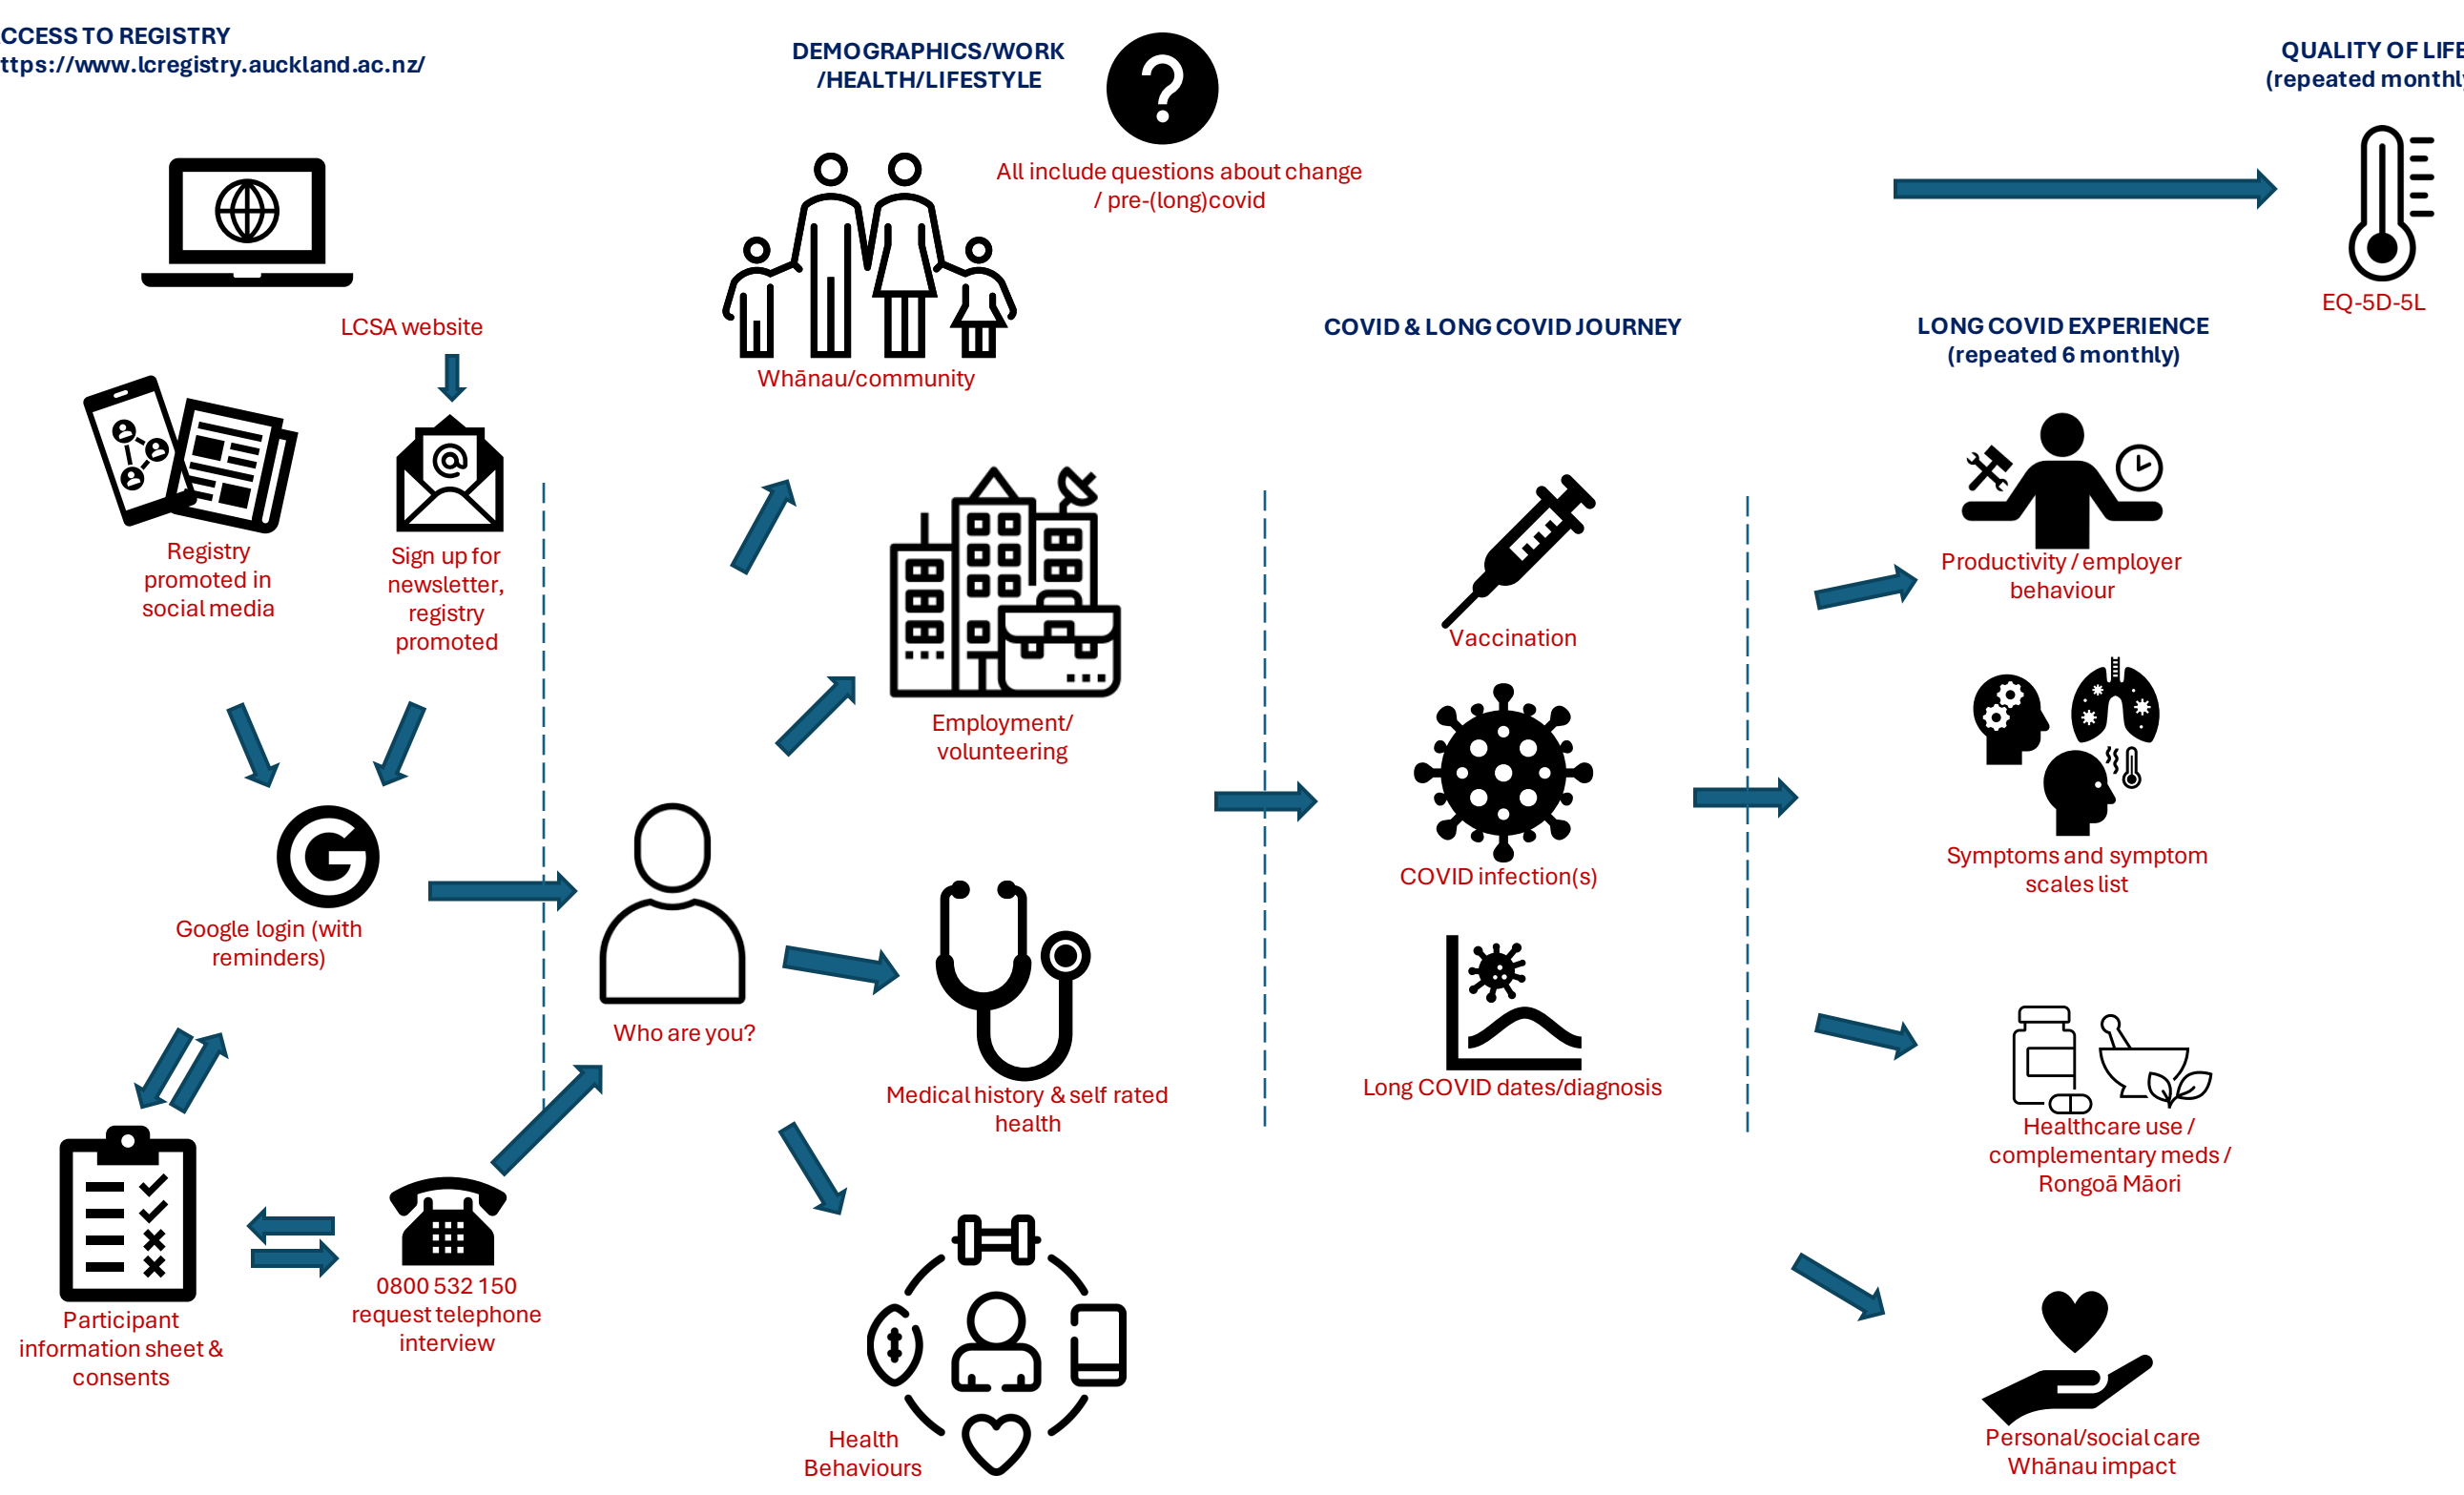 CCESS TO REGISTRY
ttps://www.lcregistry.auckland.ac.nz/
LCSA website
Registry
promoted in
social media
Sign up for
newsletter,
registry
promoted
Google login (with
reminders)
Participant
information sheet &
consents
0800 532 150
request telephone
interview
DEMOGRAPHICS/WORK
/HEALTH/LIFESTYLE
All include questions about change
/ pre-(long)covid
Whānau/community
Employment/
volunteering
Who are you?
Medical history & self rated
health
Health
Behaviours
COVID & LONG COVID JOURNEY
Vaccination
COVID infection(s)
Long COVID dates/diagnosis
LONG COVID EXPERIENCE
(repeated 6 monthly)
Productivity / employer
behaviour
Symptoms and symptom
scales list
Healthcare use /
complementary meds /
Rongoā Māori
Personal/social care
Whānau impact
QUALITY OF LIFE
(repeated monthly
EQ-5D-5L